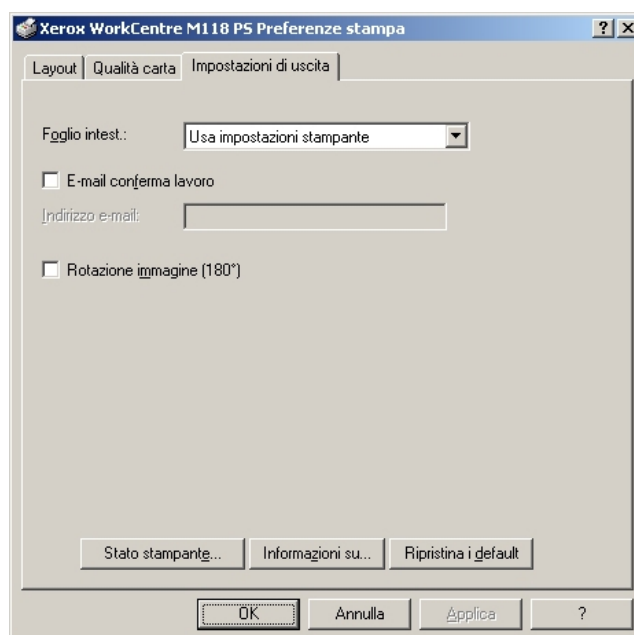 Xerox WorkCentre M118 PS Preferenze stampa
Layout Qualità carta Impostazioni di uscita
Foglio intest.: Usa impostazioni stampante
E-mail conferma lavoro
Indirizzo e-mail:
Rotazione immagine (180°)
Stato stampante... Informazioni su... Ripristina i default
OK Annulla Applica ?